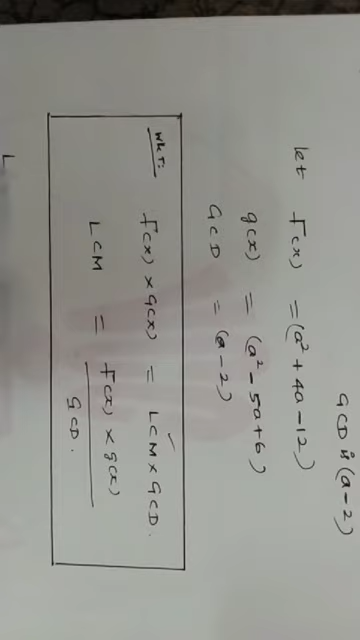 GCD is (a-2)
let f(x) = (a² + 4a - 12)
g(x) = (a² - 5a + 6)
GCD = (a - 2)
WKT:
f(x) × g(x) = LCM × GCD.
LCM = f(x) × g(x)
GCD.
L